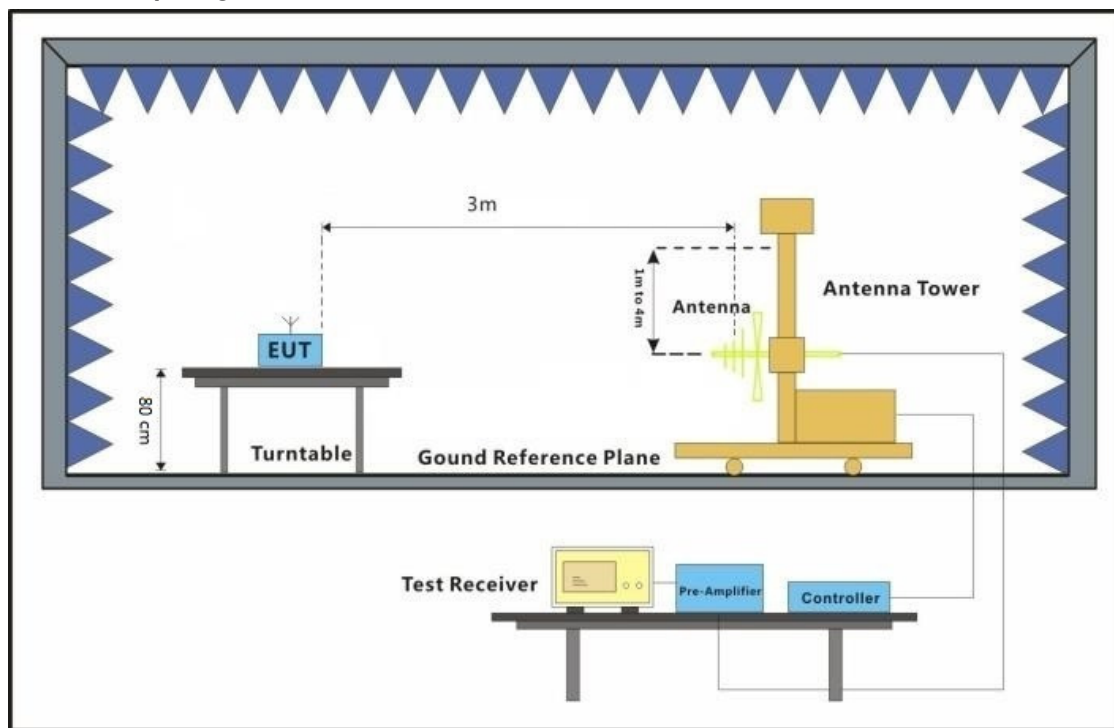 3m
1m to 4m
Antenna
Antenna Tower
EUT
80 cm
Turntable
Gound Reference Plane
Test Receiver
Pre-Amplifier
Controller